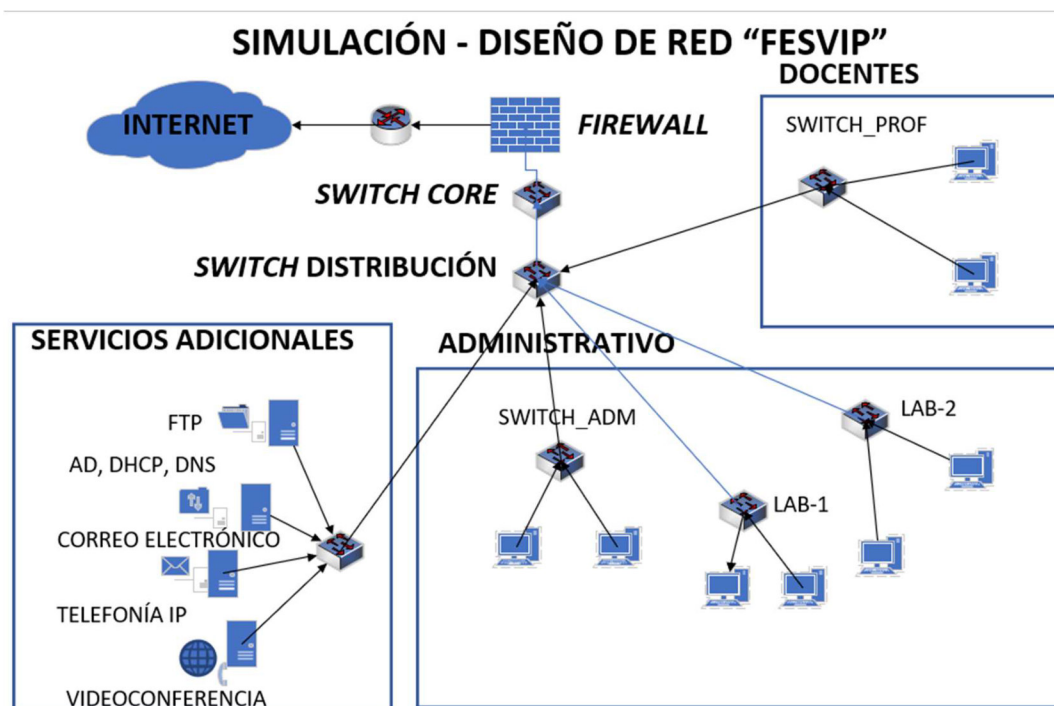 SIMULACIÓN - DISEÑO DE RED “FESVIP”
DOCENTES
INTERNET
FIREWALL
SWITCH_PROF
SWITCH CORE
SWITCH DISTRIBUCIÓN
SERVICIOS ADICIONALES
ADMINISTRATIVO
FTP
SWITCH_ADM
LAB-2
AD, DHCP, DNS
LAB-1
CORREO ELECTRÓNICO
TELEFONÍA IP
VIDEOCONFERENCIA